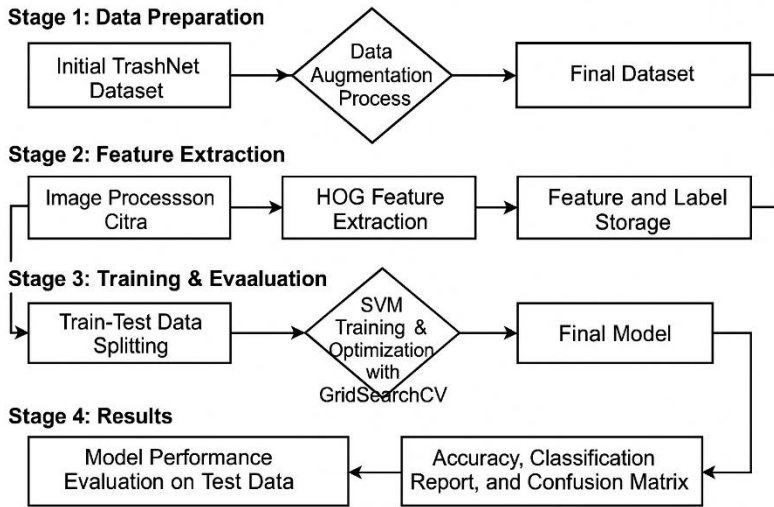 Stage 1: Data Preparation
Initial TrashNet
Dataset
Data
Augmentation
Process
Final Dataset
Stage 2: Feature Extraction
Image Processson
Citra
HOG Feature
Extraction
Feature and Label
Storage
Stage 3: Training & Evaaluation
Train-Test Data
Splitting
SVM
Training &
Optimization
with
GridSearchCV
Final Model
Stage 4: Results
Model Performance
Evaluation on Test Data
Accuracy, Classification
Report, and Confusion Matrix